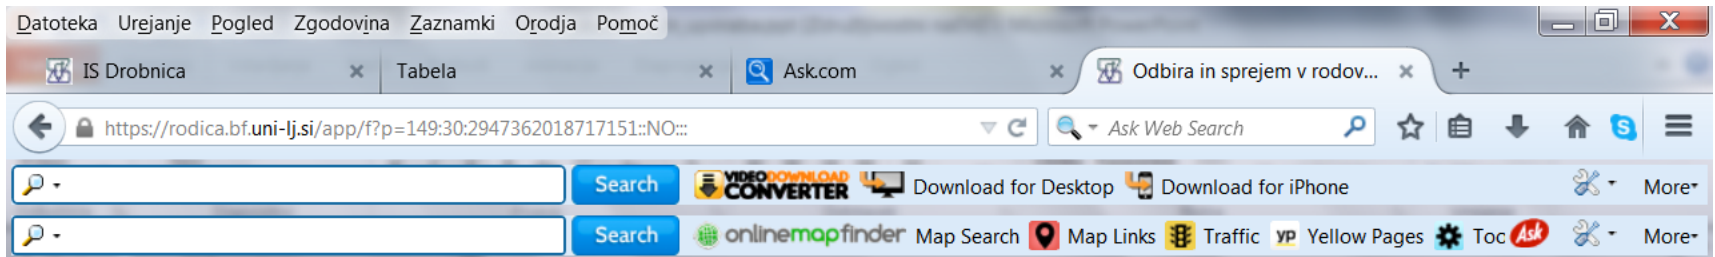 Datoteka Urejanje Pogled Zgodovina Zaznamki Orodja Pomoč
IS Drobnica Tabela Ask.com Odbira in sprejem v rodov...
https://rodica.bf.uni-lj.si/app/f?p=149:30:2947362018717151::NO::: Ask Web Search
Search VIDEODOWNLOAD CONVERTER Download for Desktop Download for iPhone More
Search onlinemapfinder Map Search Map Links Traffic YP Yellow Pages Toc Ask More